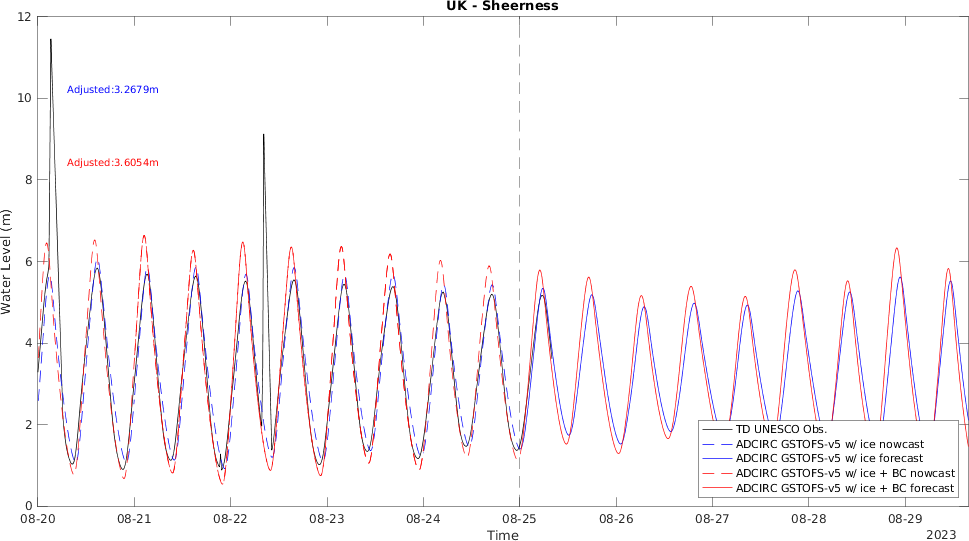 UK - Sheerness
12
10
8
6
4
2
0
Water Level (m)
Adjusted:3.2679m
Adjusted:3.6054m
TD UNESCO Obs.
ADCIRC GSTOFS-v5 w/ ice nowcast
ADCIRC GSTOFS-v5 w/ ice forecast
ADCIRC GSTOFS-v5 w/ ice + BC nowcast
ADCIRC GSTOFS-v5 w/ ice + BC forecast
08-20 08-21 08-22 08-23 08-24 08-25 08-26 08-27 08-28 08-29
Time
2023